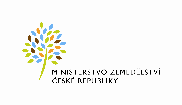 MINISTERSTVO ZEMĚDĚLSTVÍ
ČESKÉ REPUBLIKY